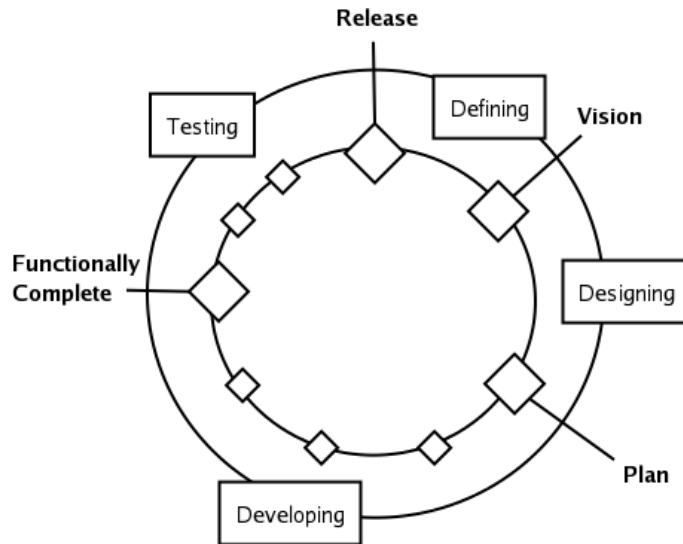 Release
Defining
Vision
Testing
Functionally
Complete
Designing
Plan
Developing